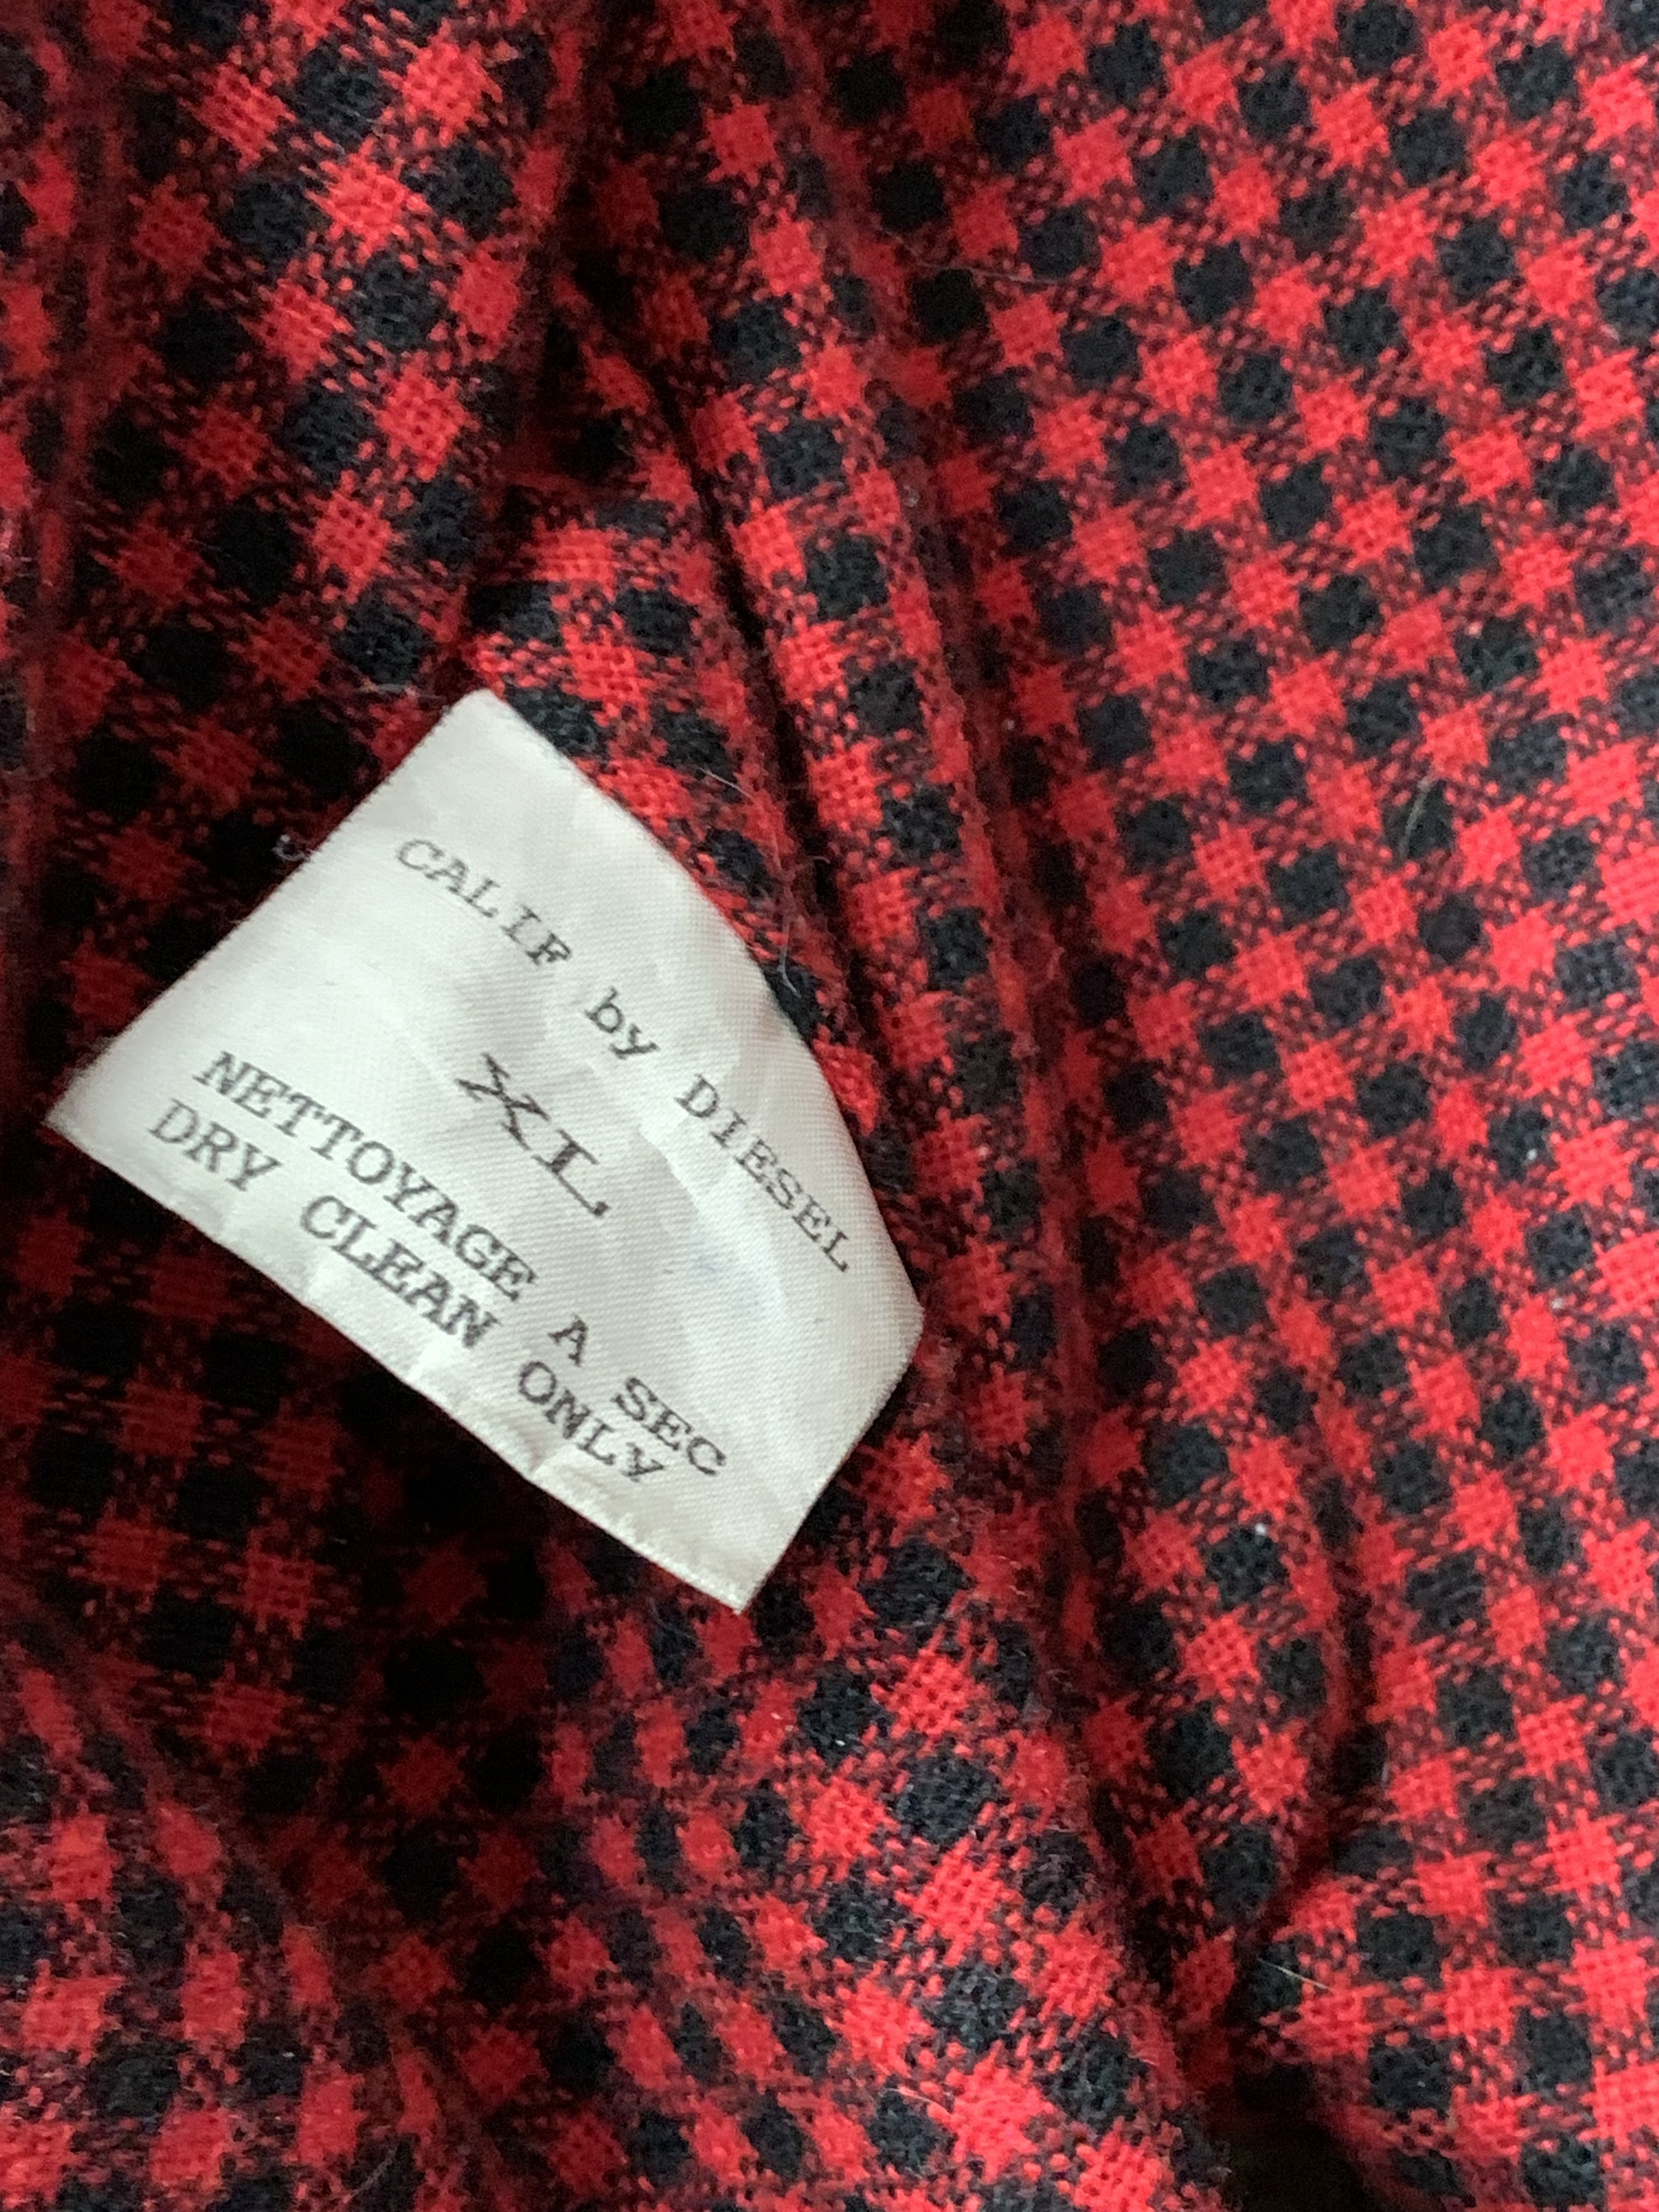 CALIF by DIESEL
XL
NETTOYAGE A SEC
DRY CLEAN ONLY